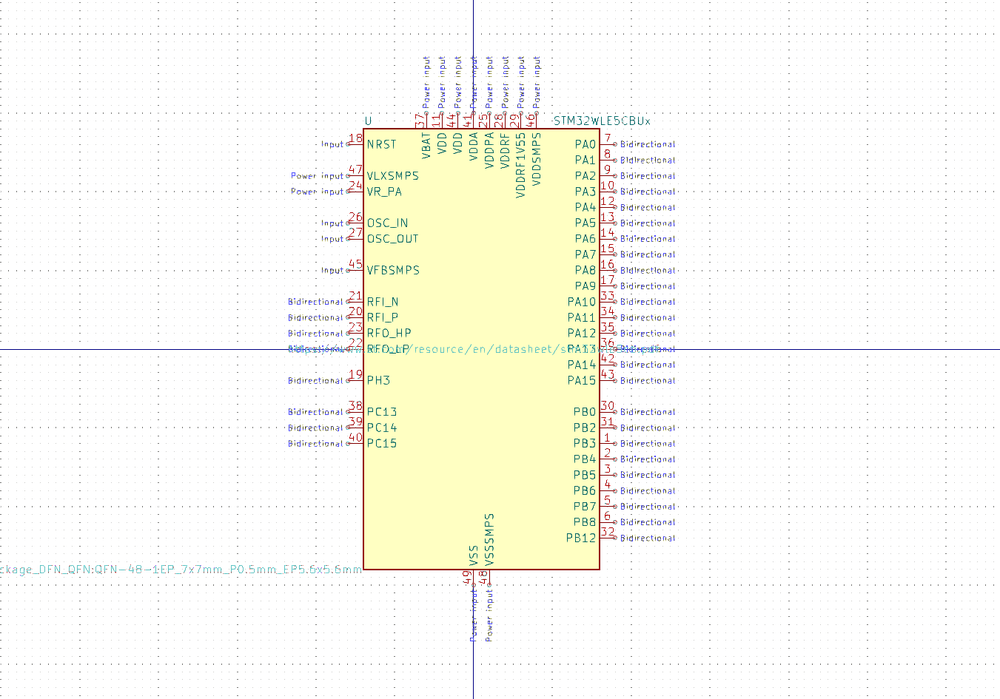 Power input Power input Power input Power input Power input Power input Power input Power input
U STM32WLE5CBUx
37 11 44 41 25 28 29 46
VBAT VDD VDD VDDA VDDPA VDDRF VDDRF1V55 VDDSMPS
Input 18 NRST PA0 7 Bidirectional
PA1 8 Bidirectional
Power input 47 VLXSMPS PA2 9 Bidirectional
Power input 24 VR_PA PA3 10 Bidirectional
PA4 12 Bidirectional
Input 26 OSC_IN PA5 13 Bidirectional
Input 27 OSC_OUT PA6 14 Bidirectional
PA7 15 Bidirectional
Input 45 VFBSMPS PA8 16 Bidirectional
PA9 17 Bidirectional
Bidirectional 21 RFI_N PA10 33 Bidirectional
Bidirectional 20 RFI_P PA11 34 Bidirectional
Bidirectional 23 RFO_HP PA12 35 Bidirectional
Bidirectional 22 RFO_LP /resource/en/datasheet/ PA13 36 Bidirectional
PA14 42 Bidirectional
Bidirectional 19 PH3 PA15 43 Bidirectional
Bidirectional 38 PC13 PB0 30 Bidirectional
Bidirectional 39 PC14 PB2 31 Bidirectional
Bidirectional 40 PC15 PB3 1 Bidirectional
PB4 2 Bidirectional
PB5 3 Bidirectional
PB6 4 Bidirectional
PB7 5 Bidirectional
PB8 6 Bidirectional
PB12 32 Bidirectional
VSS VSSSMPS
ckage_DFN_QFN:QFN-48-1EP_7x7mm_P0.5mm_EP5.6x5.6mm
49 48
Power input Power input